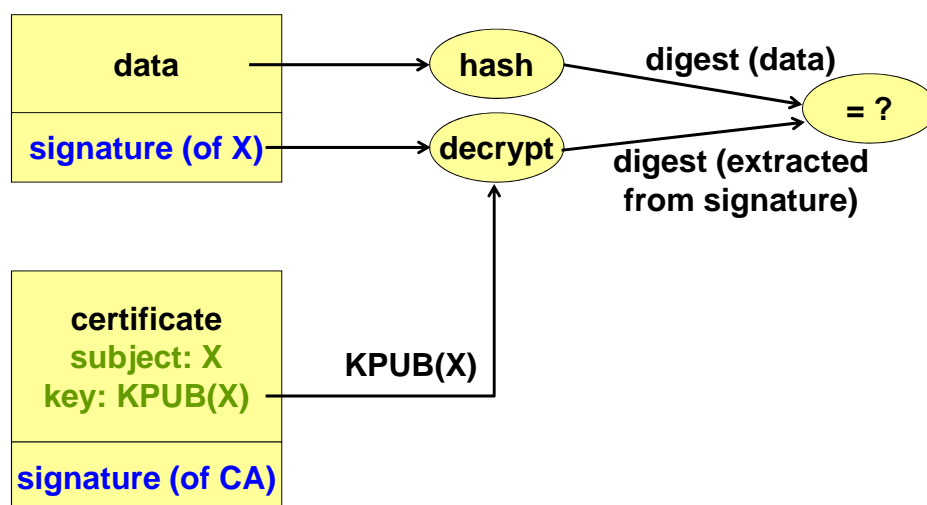 data
hash
digest (data)
= ?
signature (of X)
decrypt
digest (extracted
from signature)
certificate
subject: X
key: KPUB(X)
KPUB(X)
signature (of CA)